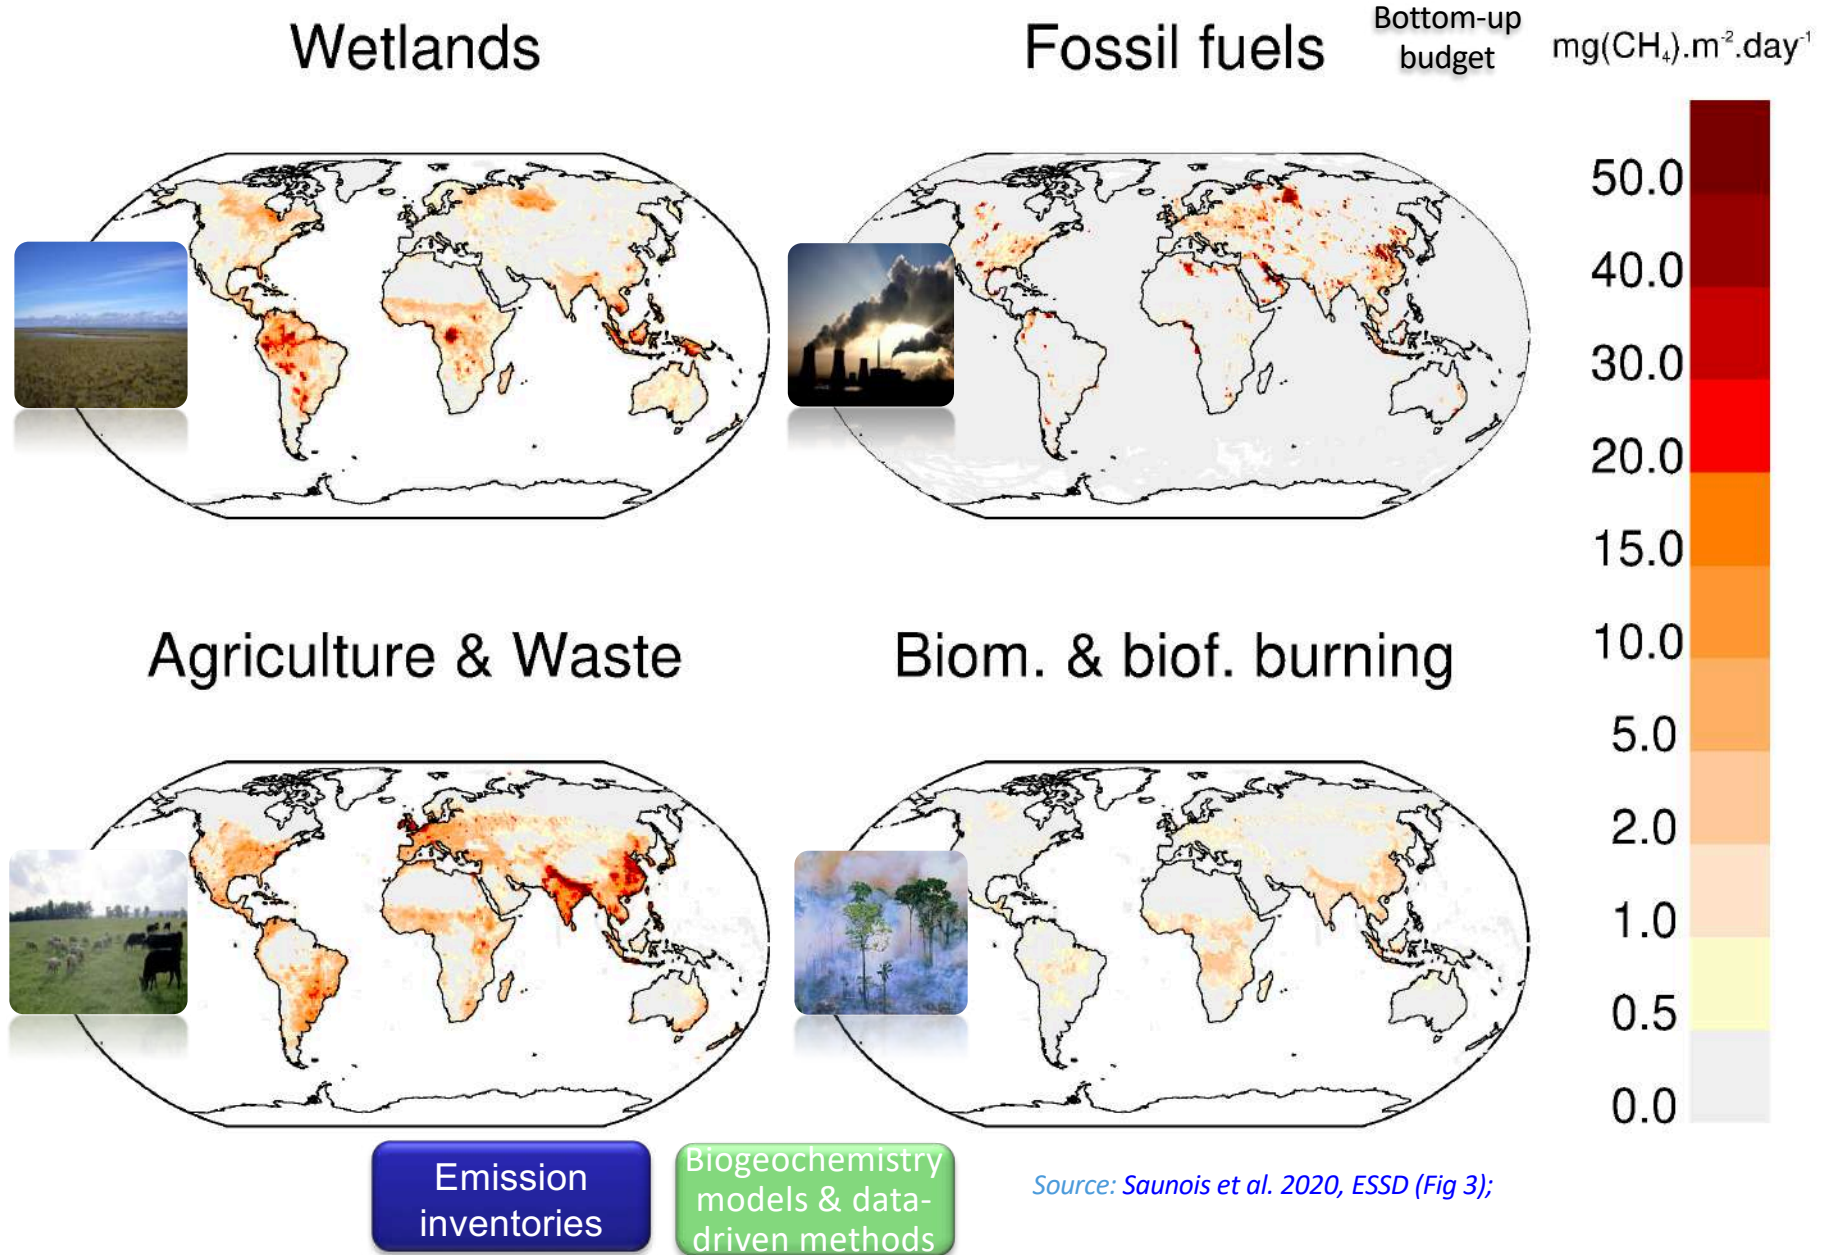 Wetlands
Fossil fuels
Bottom-up
budget
mg(CH₄).m⁻².day⁻¹
50.0
40.0
30.0
20.0
15.0
10.0
5.0
2.0
1.0
0.5
0.0
Agriculture & Waste
Biom. & biof. burning
Emission
inventories
Biogeochemistry
models & data-
driven methods
Source: Saunois et al. 2020, ESSD (Fig 3);